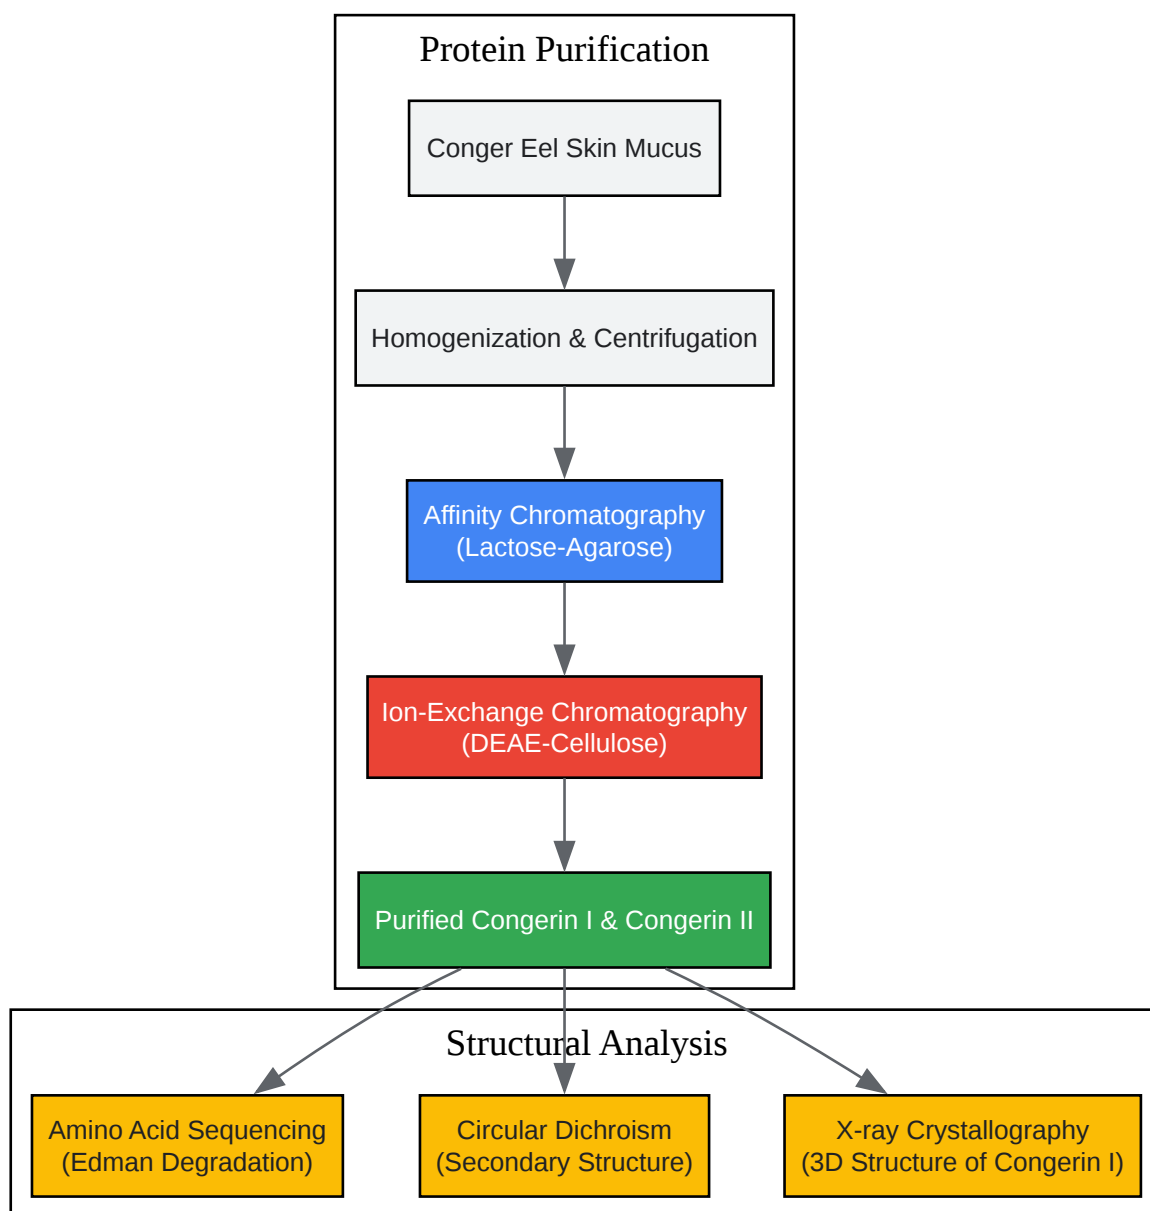 Protein Purification
Conger Eel Skin Mucus
Homogenization & Centrifugation
Affinity Chromatography
(Lactose-Agarose)
Ion-Exchange Chromatography
(DEAE-Cellulose)
Purified Congerin I & Congerin II
Structural Analysis
Amino Acid Sequencing
(Edman Degradation)
Circular Dichroism
(Secondary Structure)
X-ray Crystallography
(3D Structure of Congerin I)